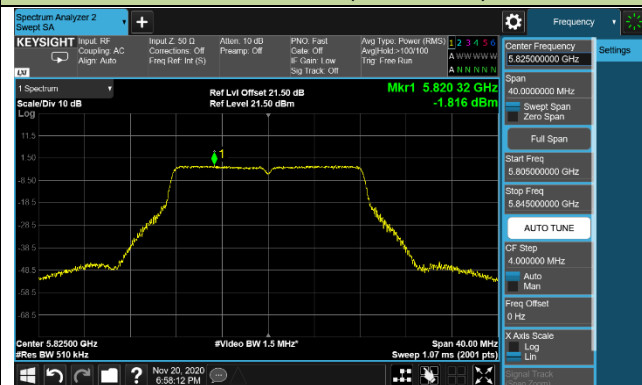 Spectrum Analyzer 2
Swept SA
Frequency
KEYSIGHT
Input: RF
Coupling: AC
Align: Auto
Input Z: 50 Ω
Corrections: Off
Freq Ref: Int (S)
Atten: 10 dB
Preamp: Off
PNO: Fast
Gate: Off
IF Gain: Low
Sig Track: Off
Avg Type: Power (RMS)
Avg|Hold:>100/100
Trig: Free Run
1 2 3 4 5 6
A W W W W W
A N N N N N
LXI
Center Frequency
5.825000000 GHz
Settings
Span
40.0000000 MHz
Swept Span
Zero Span
Full Span
Start Freq
5.805000000 GHz
Stop Freq
5.845000000 GHz
AUTO TUNE
CF Step
4.000000 MHz
Auto
Man
Freq Offset
0 Hz
X Axis Scale
Log
Lin
Signal Track
1 Spectrum
Scale/Div 10 dB
Log
Ref Lvl Offset 21.50 dB
Ref Level 21.50 dBm
Mkr1 5.820 32 GHz
-1.816 dBm
1
11.5
1.50
-8.50
-18.5
-28.5
-38.5
-48.5
-58.5
-68.5
Center 5.82500 GHz
#Res BW 510 kHz
#Video BW 1.5 MHz*
Span 40.00 MHz
Sweep 1.07 ms (2001 pts)
Nov 20, 2020
6:58:12 PM